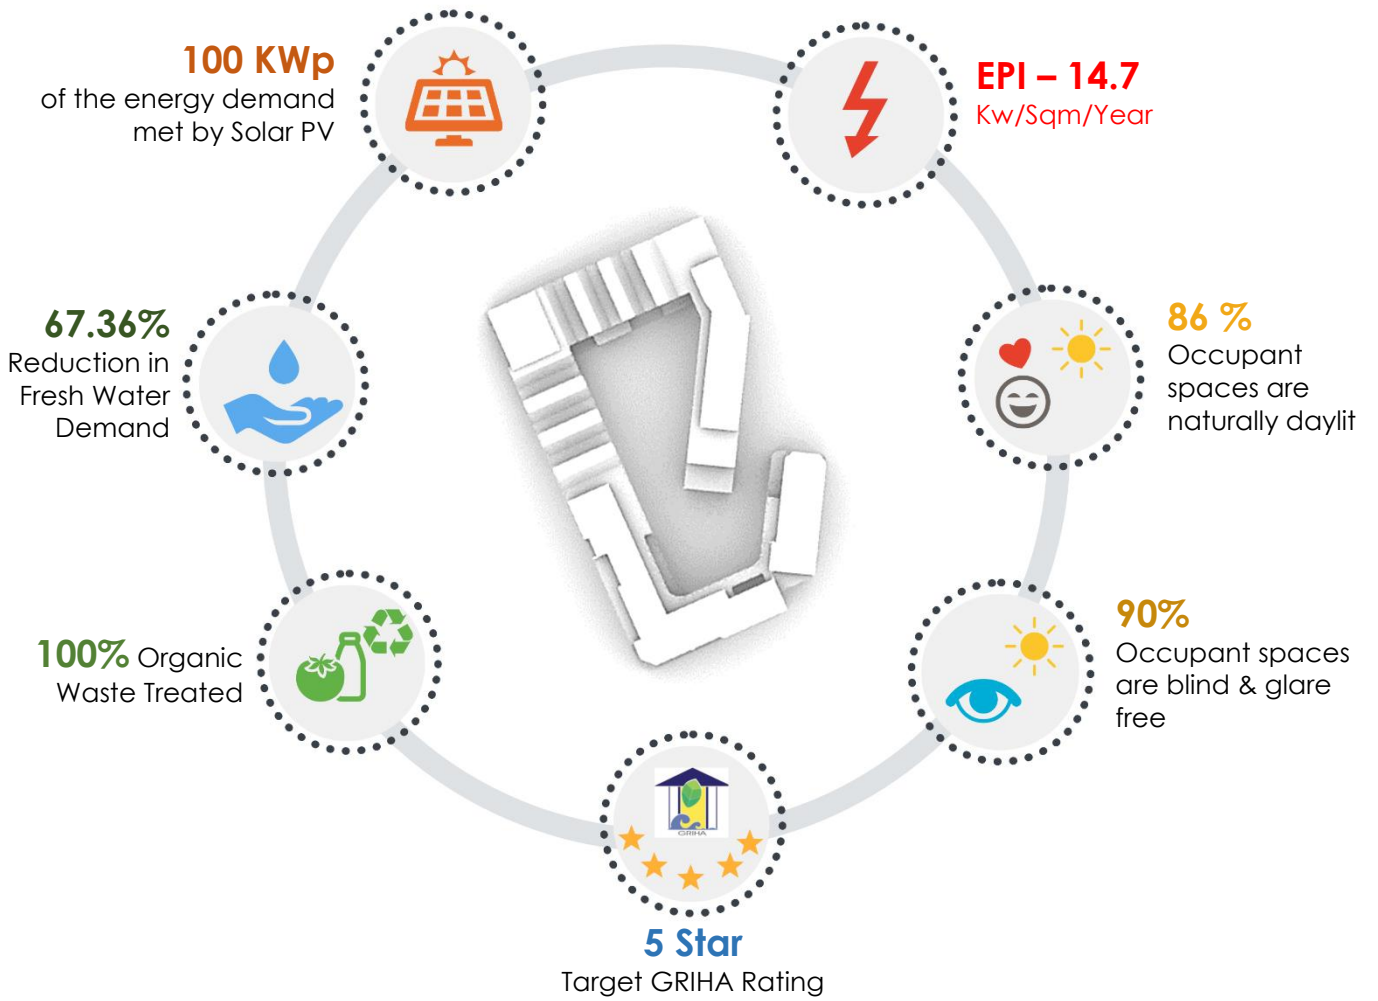 100 KWp
of the energy demand
met by Solar PV
EPI – 14.7
Kw/Sqm/Year
67.36%
Reduction in
Fresh Water
Demand
86 %
Occupant
spaces are
naturally daylit
100% Organic
Waste Treated
90%
Occupant spaces
are blind & glare
free
GRIHA
5 Star
Target GRIHA Rating